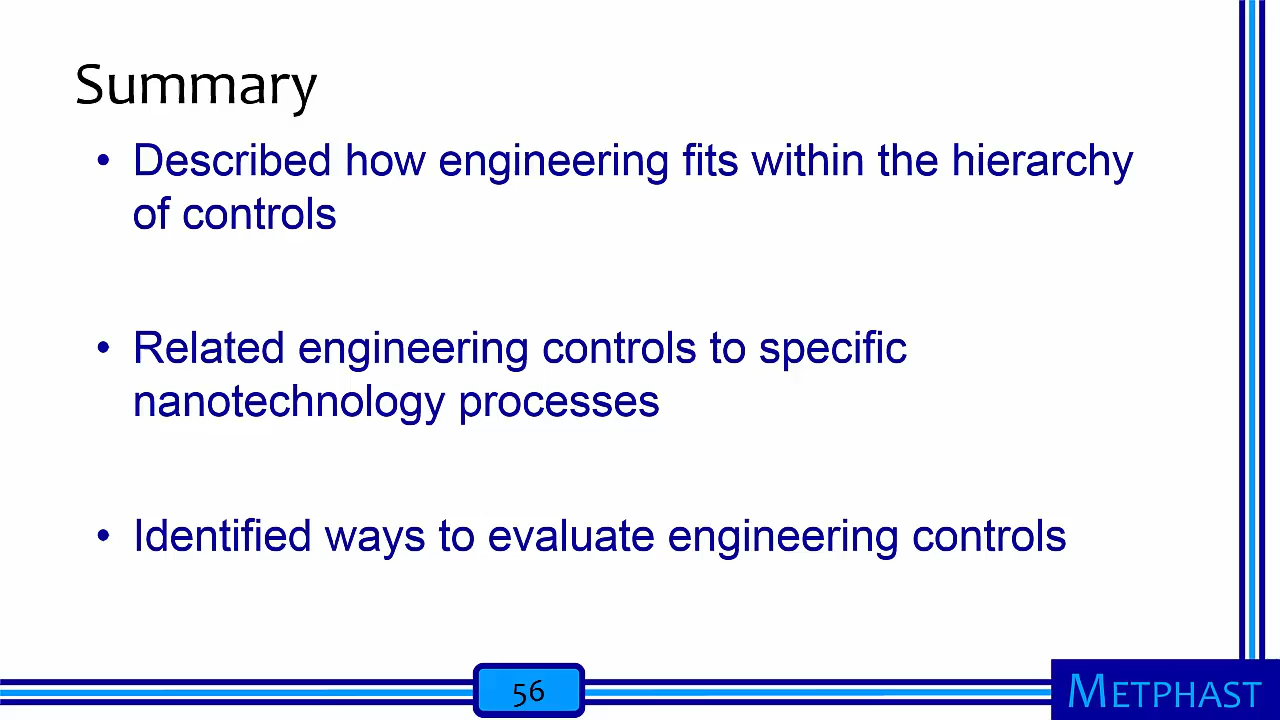 Summary
• Described how engineering fits within the hierarchy
of controls
• Related engineering controls to specific
nanotechnology processes
• Identified ways to evaluate engineering controls
56
METPHAST